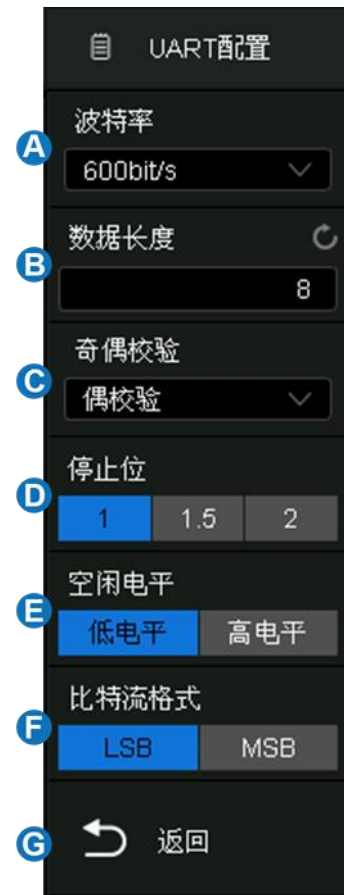 UART配置
A
波特率
600bit/s
B
数据长度
8
C
奇偶校验
偶校验
D
停止位
1 1.5 2
E
空闲电平
低电平 高电平
F
比特流格式
LSB MSB
G
返回